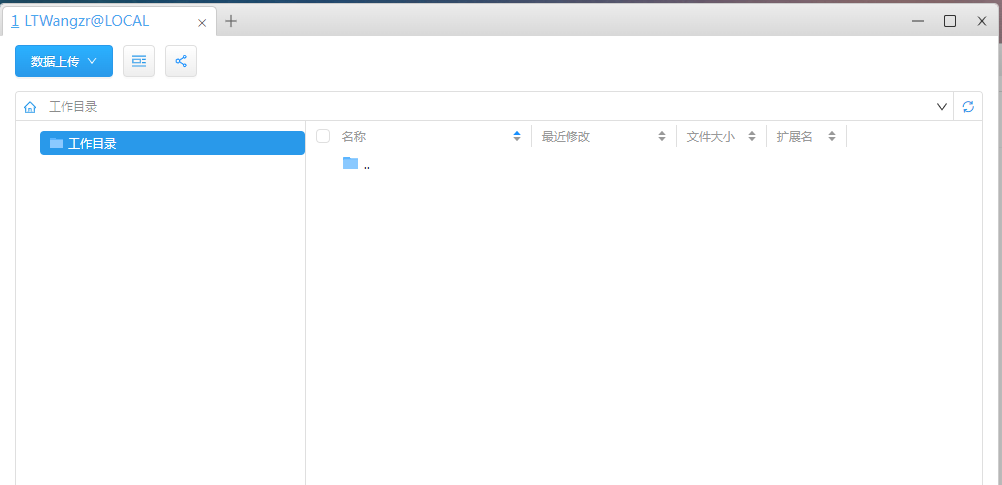 1 LTWangzr@LOCAL
数据上传
工作目录
工作目录
名称 最近修改 文件大小 扩展名
..